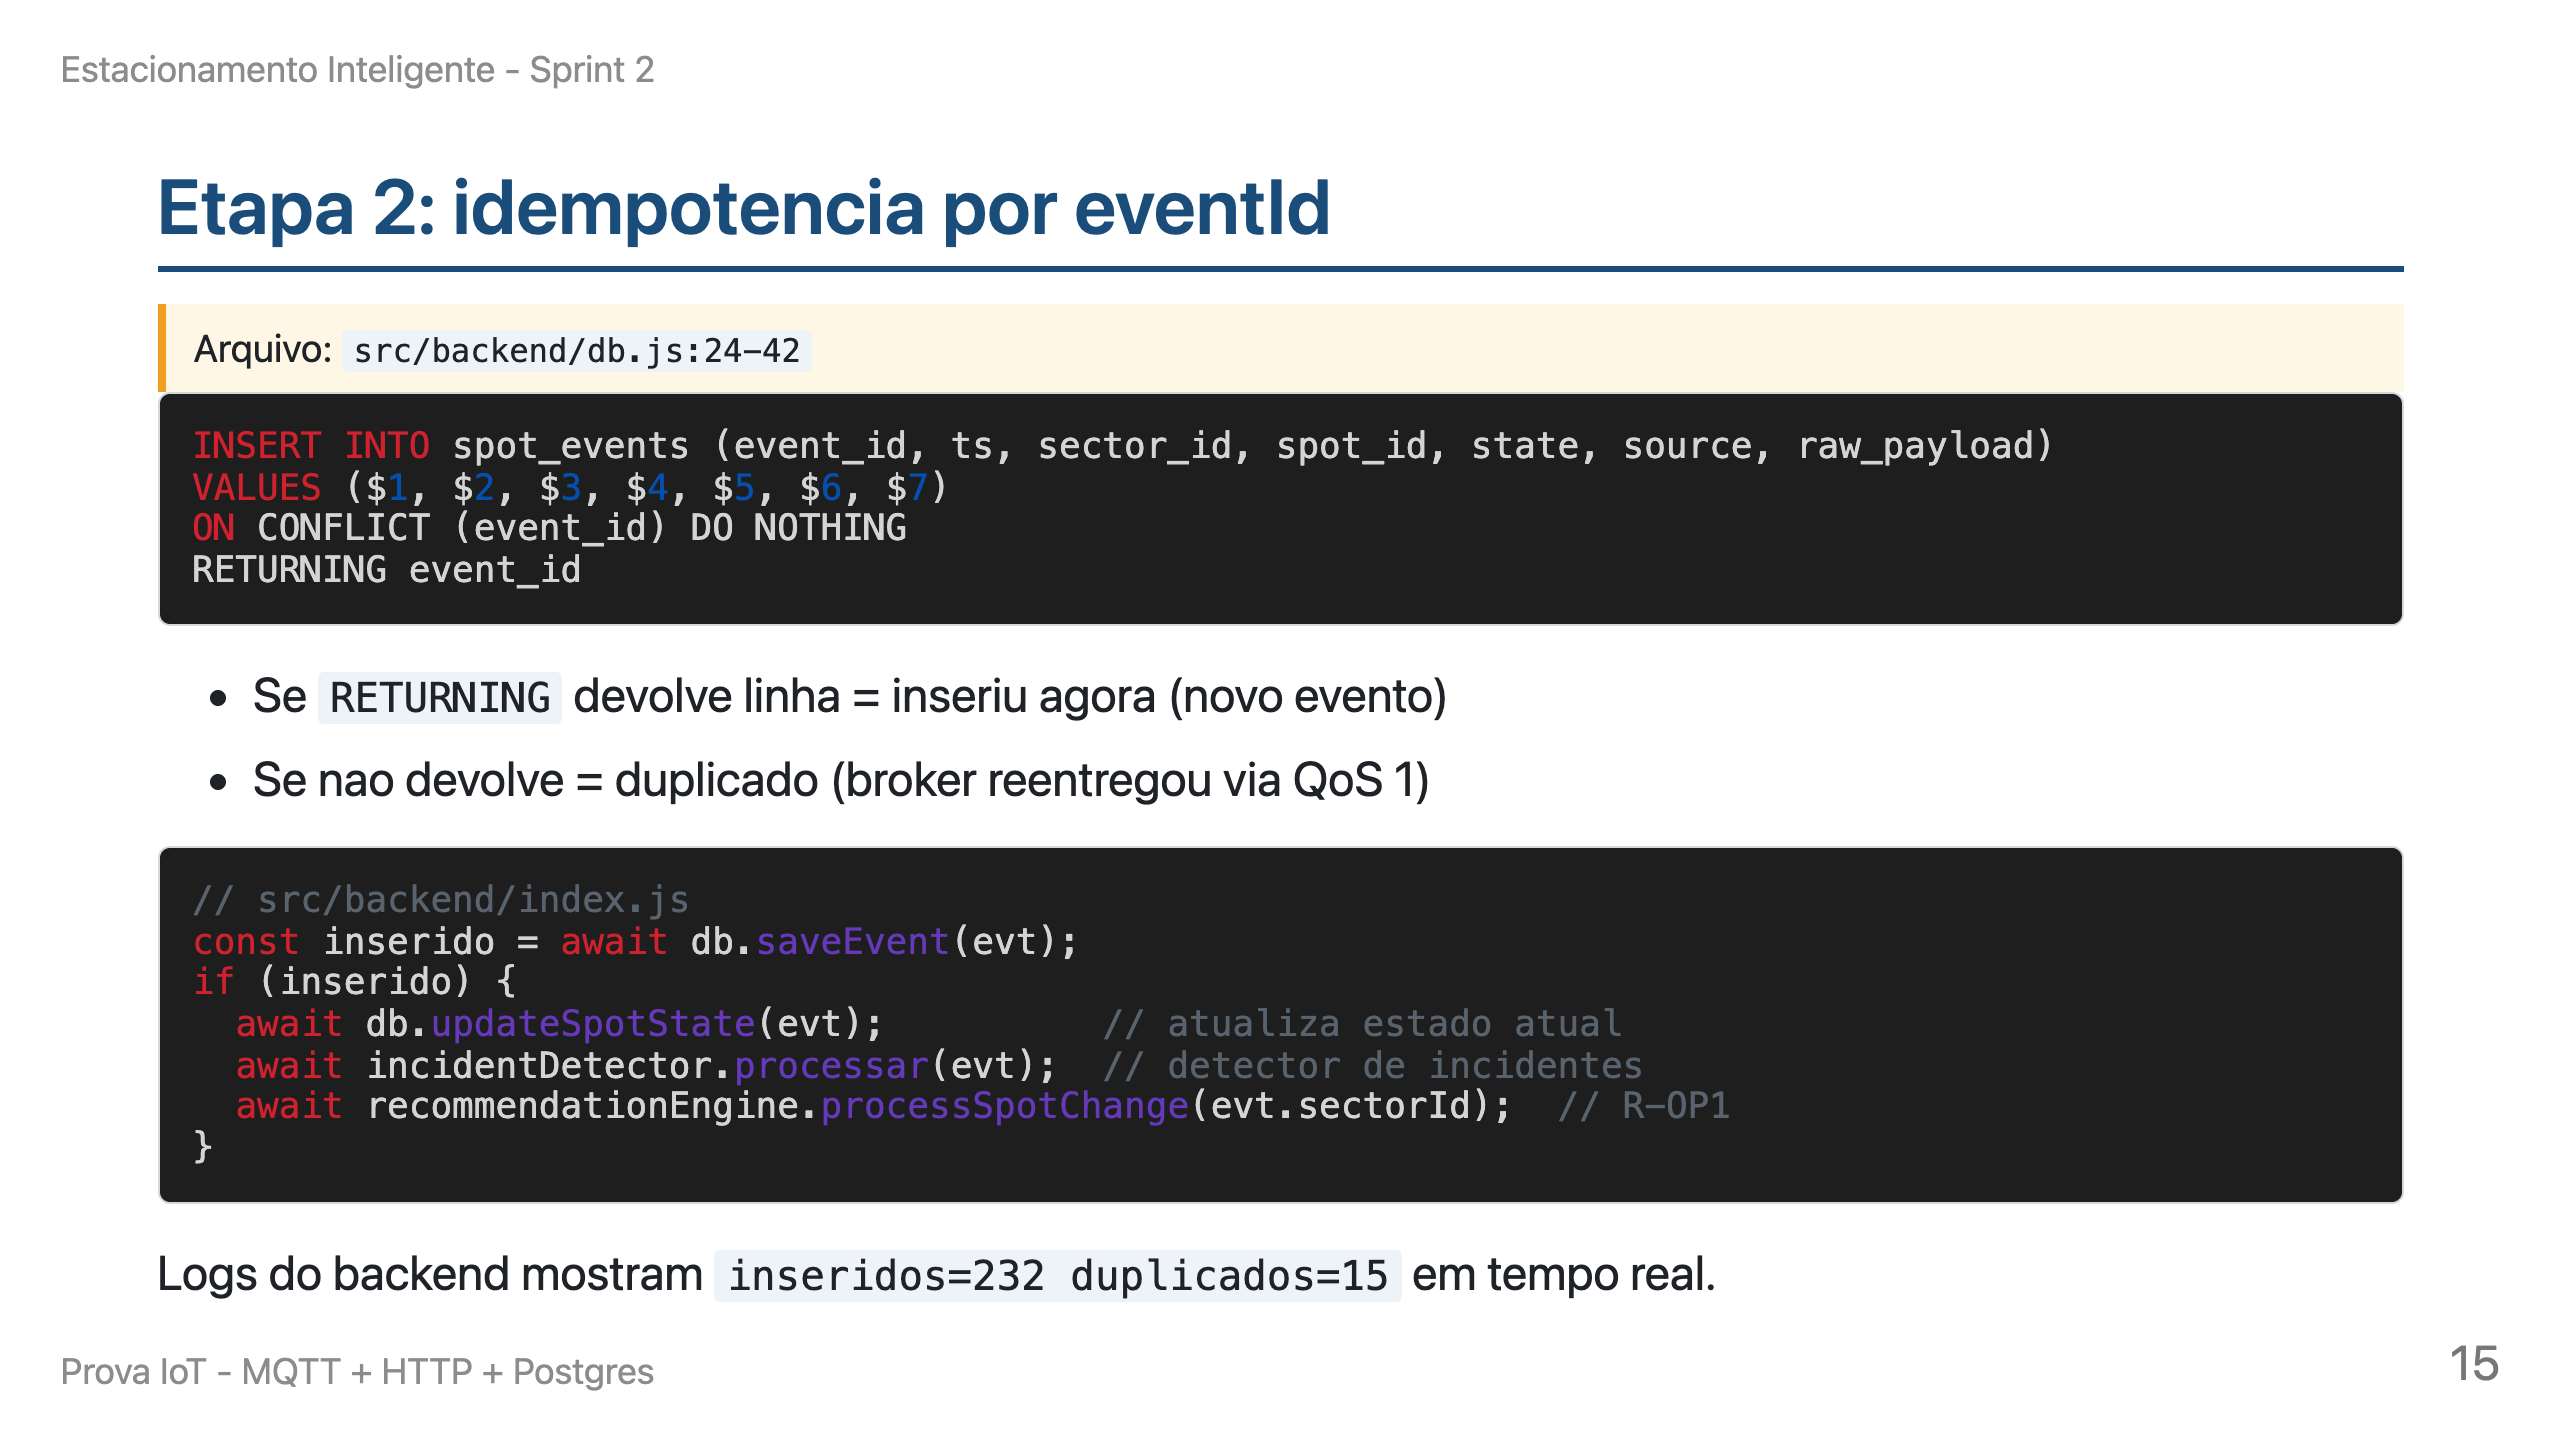 Estacionamento Inteligente - Sprint 2
Etapa 2: idempotencia por eventId
Arquivo: src/backend/db.js:24-42
INSERT INTO spot_events (event_id, ts, sector_id, spot_id, state, source, raw_payload)
VALUES ($1, $2, $3, $4, $5, $6, $7)
ON CONFLICT (event_id) DO NOTHING
RETURNING event_id
• Se RETURNING devolve linha = inseriu agora (novo evento)
• Se nao devolve = duplicado (broker reentregou via QoS 1)
// src/backend/index.js
const inserido = await db.saveEvent(evt);
if (inserido) {
  await db.updateSpotState(evt);          // atualiza estado atual
  await incidentDetector.processar(evt);  // detector de incidentes
  await recommendationEngine.processSpotChange(evt.sectorId);  // R-OP1
}
Logs do backend mostram inseridos=232 duplicados=15 em tempo real.
Prova IoT - MQTT + HTTP + Postgres
15